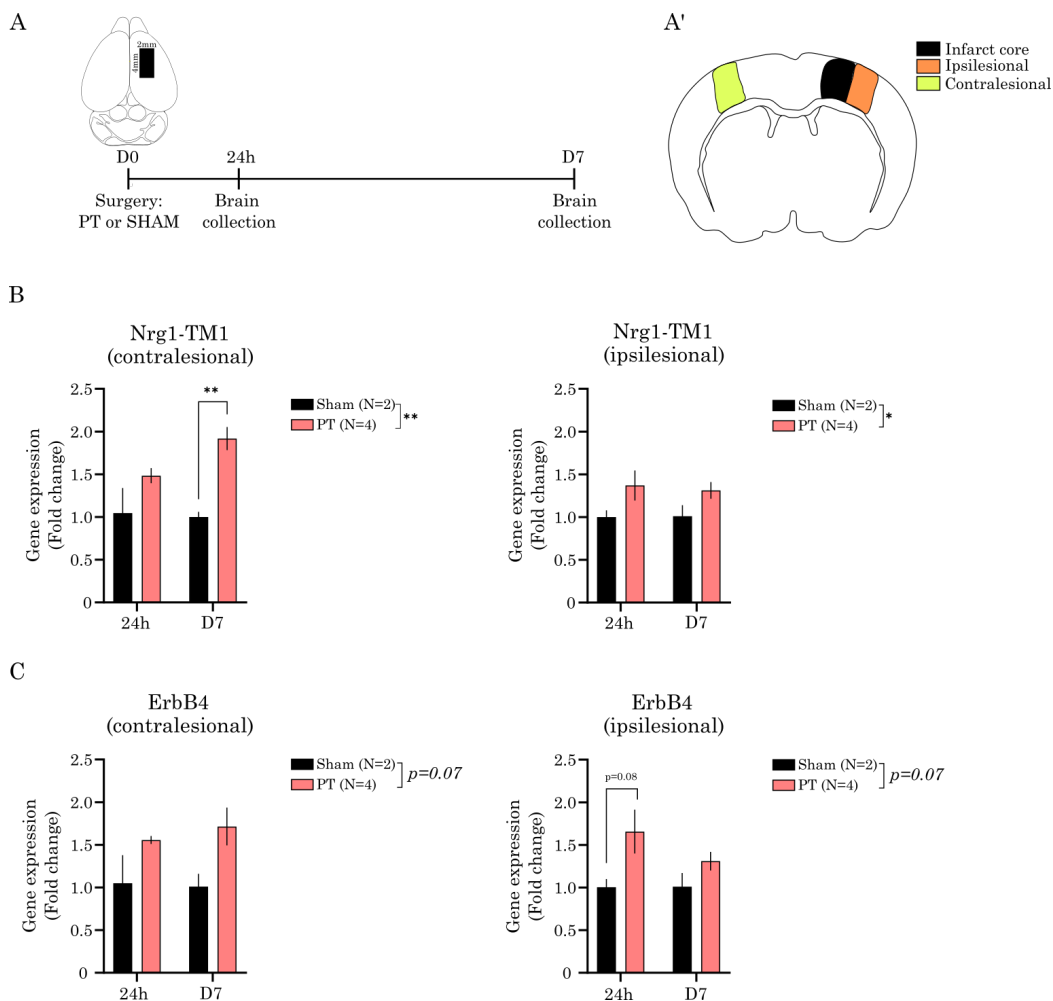 A
2mm
4mm
D0
24h
D7
Surgery:
PT or SHAM
Brain
collection
Brain
collection
A'
Infarct core
Ipsilesional
Contralesional
B
Nrg1-TM1
(contralesional)
Gene expression
(Fold change)
2.5
2.0
1.5
1.0
0.5
0
**
24h
D7
Sham (N=2)
PT (N=4)
**
Nrg1-TM1
(ipsilesional)
Gene expression
(Fold change)
2.5
2.0
1.5
1.0
0.5
0
24h
D7
Sham (N=2)
PT (N=4)
*
C
ErbB4
(contralesional)
Gene expression
(Fold change)
2.5
2.0
1.5
1.0
0.5
0
24h
D7
Sham (N=2)
PT (N=4)
p=0.07
ErbB4
(ipsilesional)
Gene expression
(Fold change)
2.5
2.0
1.5
1.0
0.5
0
p=0.08
24h
D7
Sham (N=2)
PT (N=4)
p=0.07